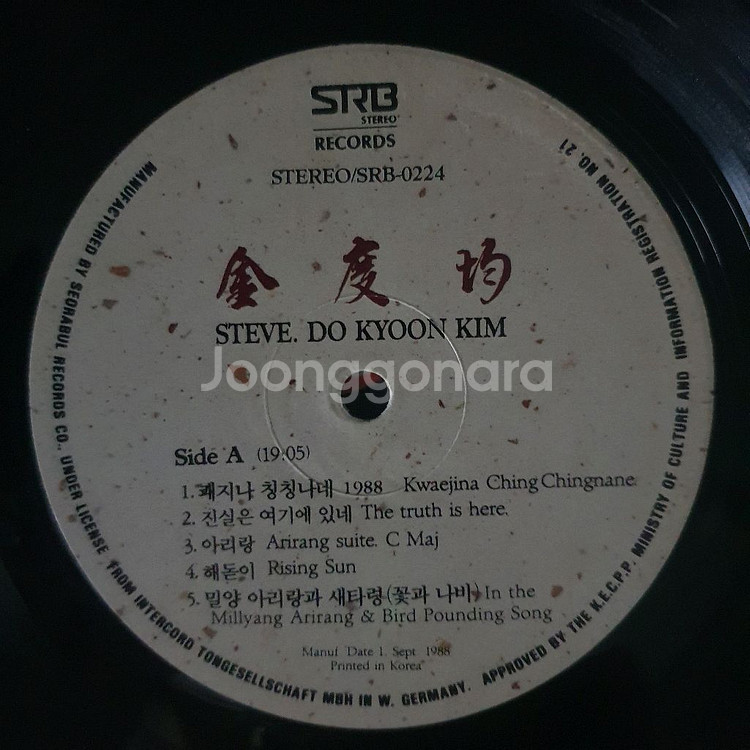 SRB
STEREO
RECORDS
STEREO/SRB-0224
金 度 均
STEVE. DO KYOON KIM
Joonggonara
Side A (19:05)
1. 쾌지나 칭칭나데 1988 Kwaejina Ching Chingnane
2. 진실은 여기에 있네 The truth is here.
3. 아리랑 Arirang suite. C Maj
4. 해돋이 Rising Sun
5. 밀양 아리랑과 새타령(꽃과 나비) In the
Millyang Arirang & Bird Pounding Song
Manuf Date 1. Sept 1988
Printed in Korea
MANUFACTURED BY SEORABUL RECORDS CO., UNDER LICENSE FROM INTERCORD TONGESELLSCHAFT MBH IN W. GERMANY. APPROVED BY THE K.E.C.P.P. MINISTRY OF CULTURE AND INFORMATION REGISTRATION NO. 21